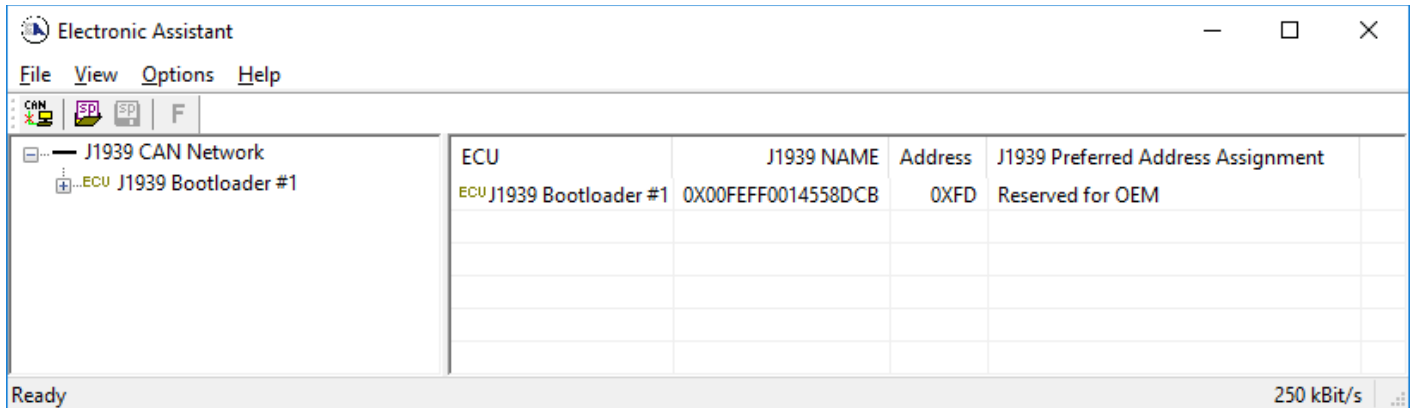 Electronic Assistant
File View Options Help
CAN SP SP F
J1939 CAN Network
ECU J1939 Bootloader #1
ECU J1939 NAME Address J1939 Preferred Address Assignment
ECU J1939 Bootloader #1 0X00FEFF0014558DCB 0XFD Reserved for OEM
Ready 250 kBit/s